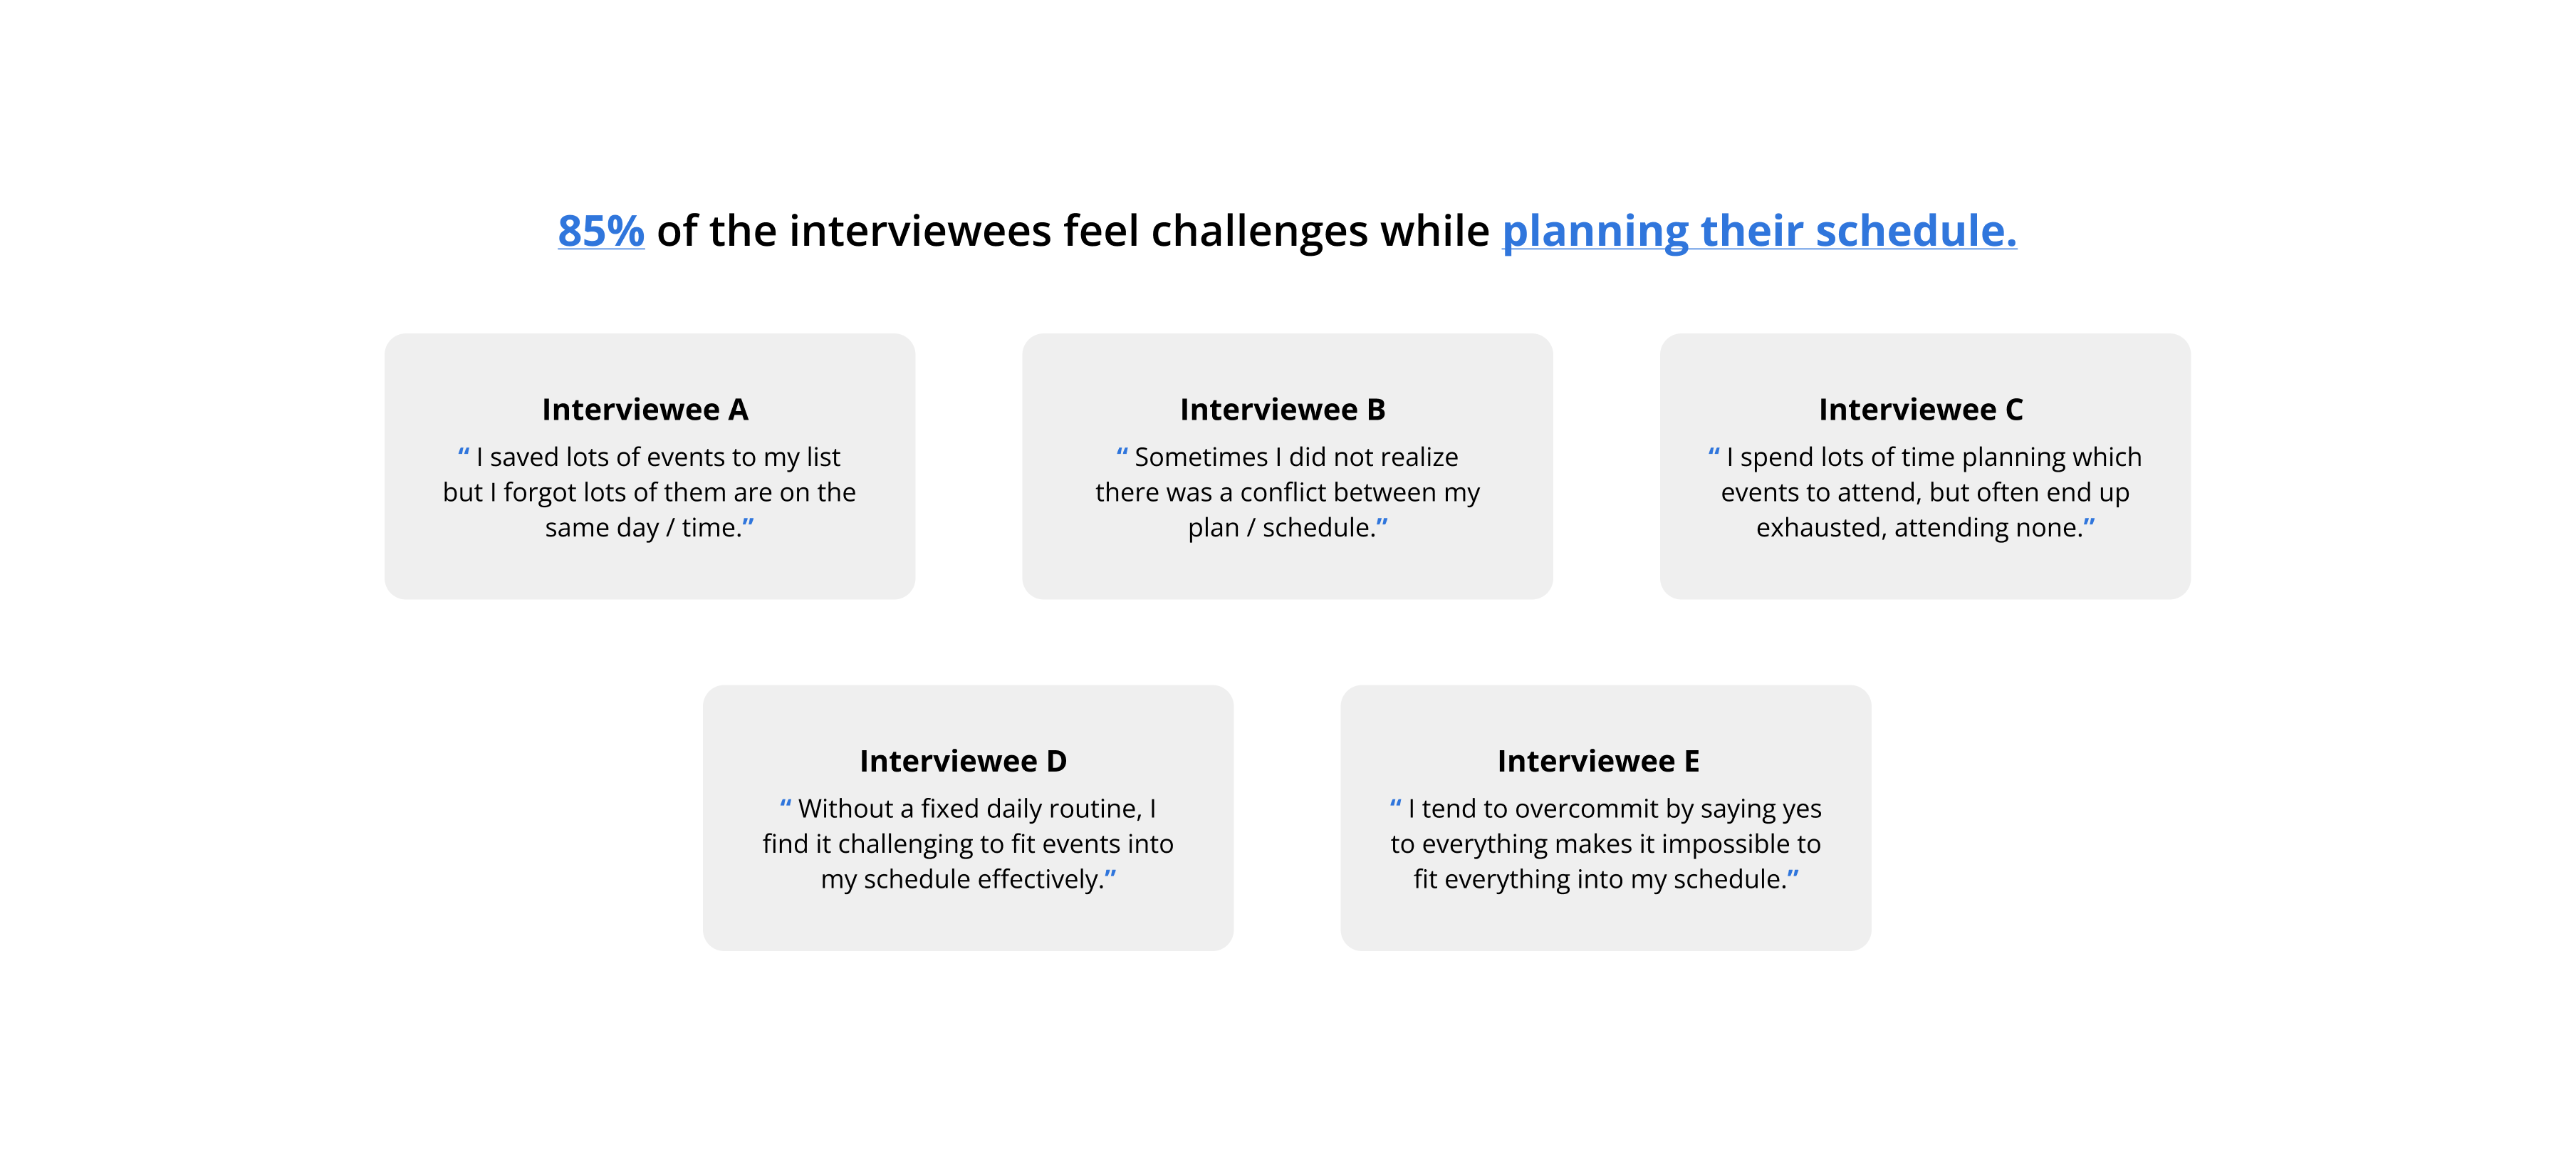 85% of the interviewees feel challenges while planning their schedule.
Interviewee A
“ I saved lots of events to my list
but I forgot lots of them are on the
same day / time.”
Interviewee B
“ Sometimes I did not realize
there was a conflict between my
plan / schedule.”
Interviewee C
“ I spend lots of time planning which
events to attend, but often end up
exhausted, attending none.”
Interviewee D
“ Without a fixed daily routine, I
find it challenging to fit events into
my schedule effectively.”
Interviewee E
“ I tend to overcommit by saying yes
to everything makes it impossible to
fit everything into my schedule.”